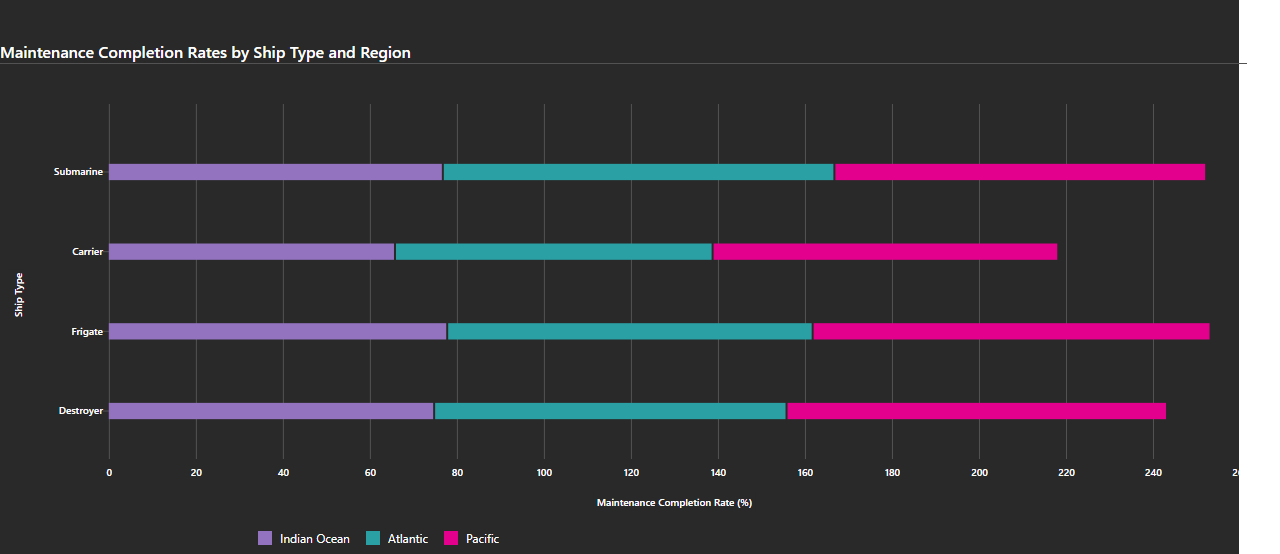 Maintenance Completion Rates by Ship Type and Region
Submarine
Carrier
Frigate
Destroyer
Ship Type
0 20 40 60 80 100 120 140 160 180 200 220 240
Maintenance Completion Rate (%)
Indian Ocean Atlantic Pacific